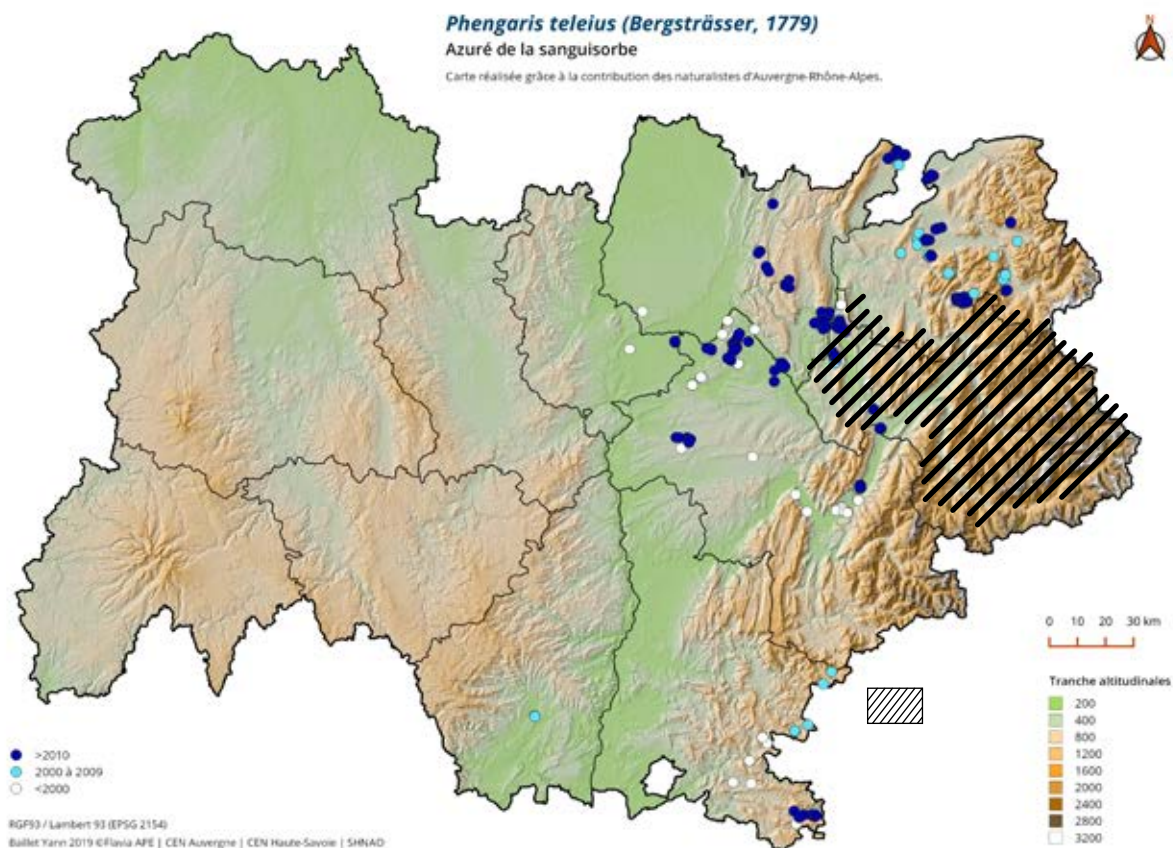 Phengaris teleius (Bergsträsser, 1779)
Azuré de la sanguisorbe
Carte réalisée grâce à la contribution des naturalistes d'Auvergne-Rhône-Alpes.
N
0 10 20 30 km
Tranche altitudinales
200
400
800
1200
1600
2000
2400
2800
3200
>2010
2000 à 2009
<2000
RGF93 / Lambert 93 (EPSG 2154)
Baillet Yann 2019 ©Flavia APE | CEN Auvergne | CEN Haute-Savoie | SHNAO